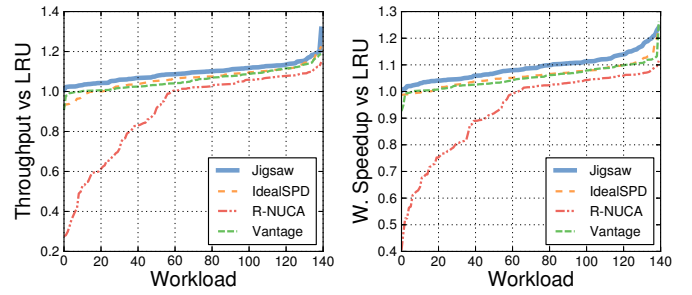 Throughput vs LRU
1.4
1.2
1.0
0.8
0.6
0.4
0.2
0 20 40 60 80 100 120 140
Workload
Jigsaw
IdealSPD
R-NUCA
Vantage
W. Speedup vs LRU
1.3
1.2
1.1
1.0
0.9
0.8
0.7
0.6
0.5
0.4
0 20 40 60 80 100 120 140
Workload
Jigsaw
IdealSPD
R-NUCA
Vantage